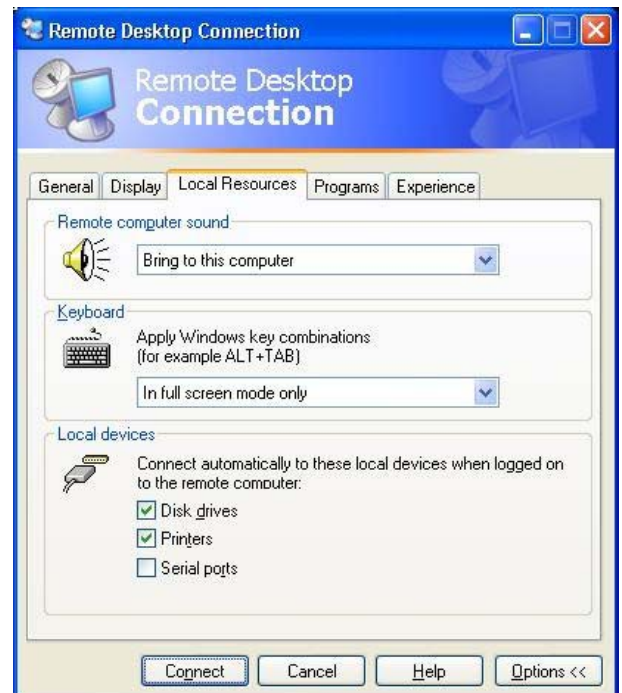 Remote Desktop Connection
Remote Desktop
Connection
General Display Local Resources Programs Experience
Remote computer sound
Bring to this computer
Keyboard
Apply Windows key combinations
(for example ALT+TAB)
In full screen mode only
Local devices
Connect automatically to these local devices when logged on
to the remote computer:
Disk drives
Printers
Serial ports
Connect Cancel Help Options <<